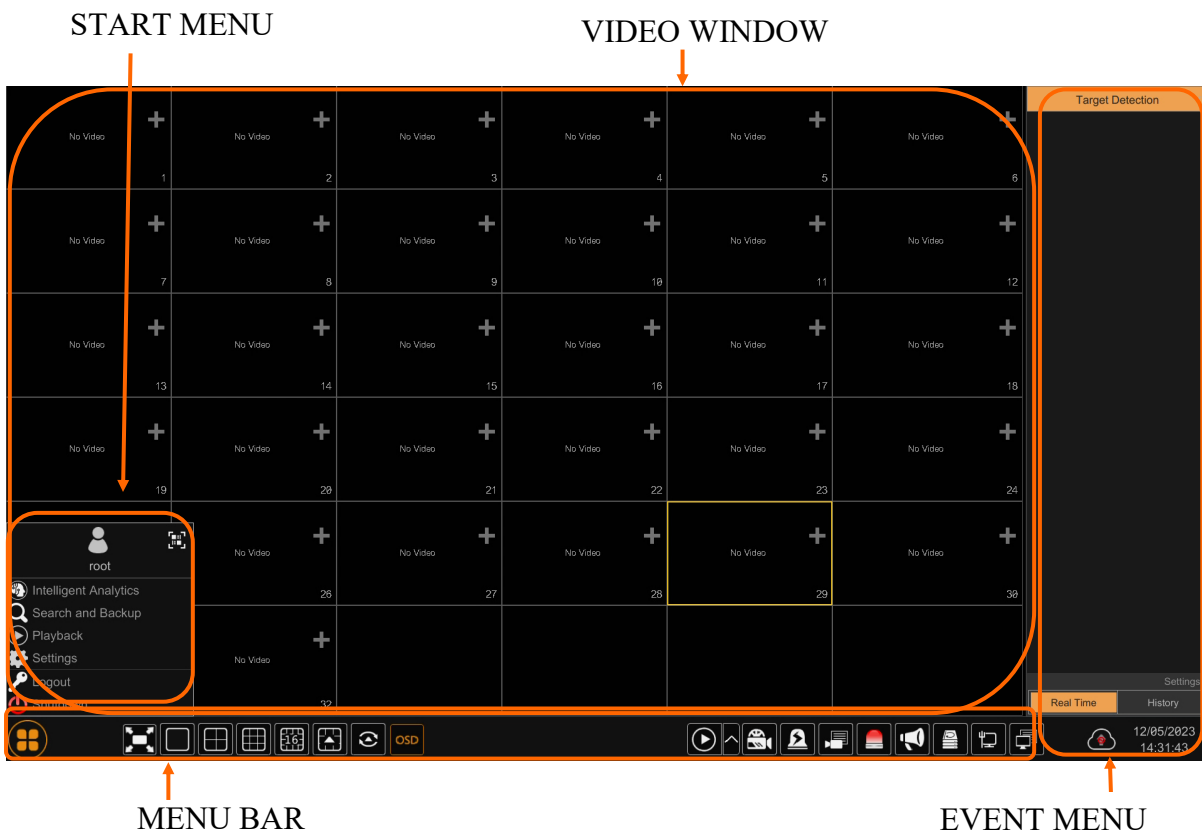 START MENU
VIDEO WINDOW
Target Detection
No Video
1
No Video
2
No Video
3
No Video
4
No Video
5
No Video
6
No Video
7
No Video
8
No Video
9
No Video
10
No Video
11
No Video
12
No Video
13
No Video
14
No Video
15
No Video
16
No Video
17
No Video
18
No Video
19
No Video
20
No Video
21
No Video
22
No Video
23
No Video
24
root
Intelligent Analytics
Search and Backup
Playback
Settings
Logout
No Video
26
No Video
27
No Video
28
No Video
29
No Video
30
No Video
32
Settings
Real Time
History
16
OSD
12/05/2023
14:31:43
MENU BAR
EVENT MENU